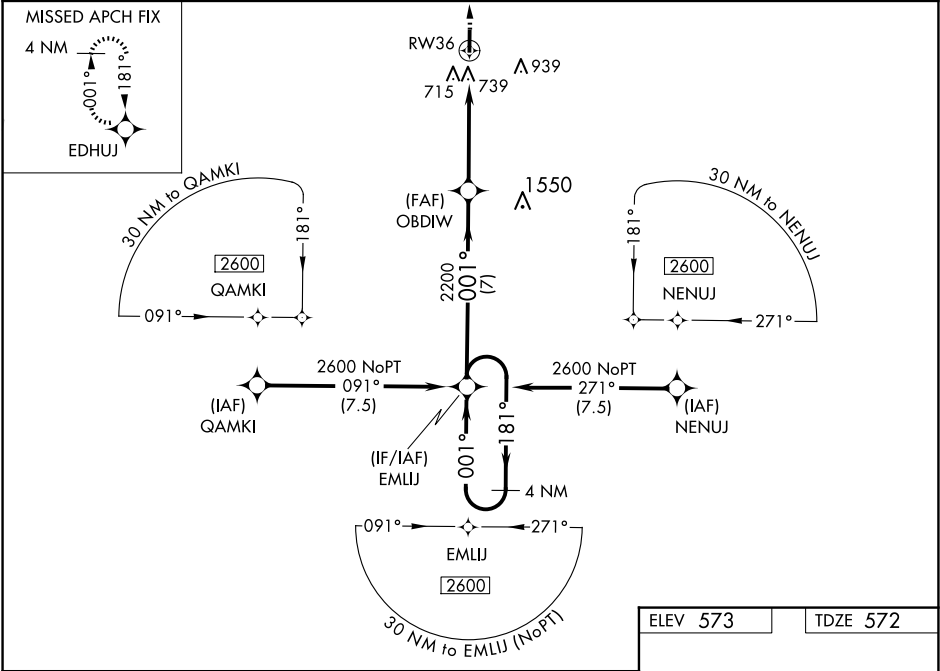 MISSED APCH FIX
4 NM
001°
181°
EDHUJ
RW36
715
739
939
(FAF)
OBDIW
1550
30 NM to QAMKI
181°
2600
QAMKI
091°
30 NM to NENUJ
181°
2600
NENUJ
271°
2200
001°
(7)
2600 NoPT
091°
(7.5)
(IAF)
QAMKI
2600 NoPT
271°
(7.5)
(IAF)
NENUJ
(IF/IAF)
EMLIJ
001°
181°
4 NM
091°
271°
EMLIJ
2600
30 NM to EMLIJ (NoPT)
ELEV 573
TDZE 572